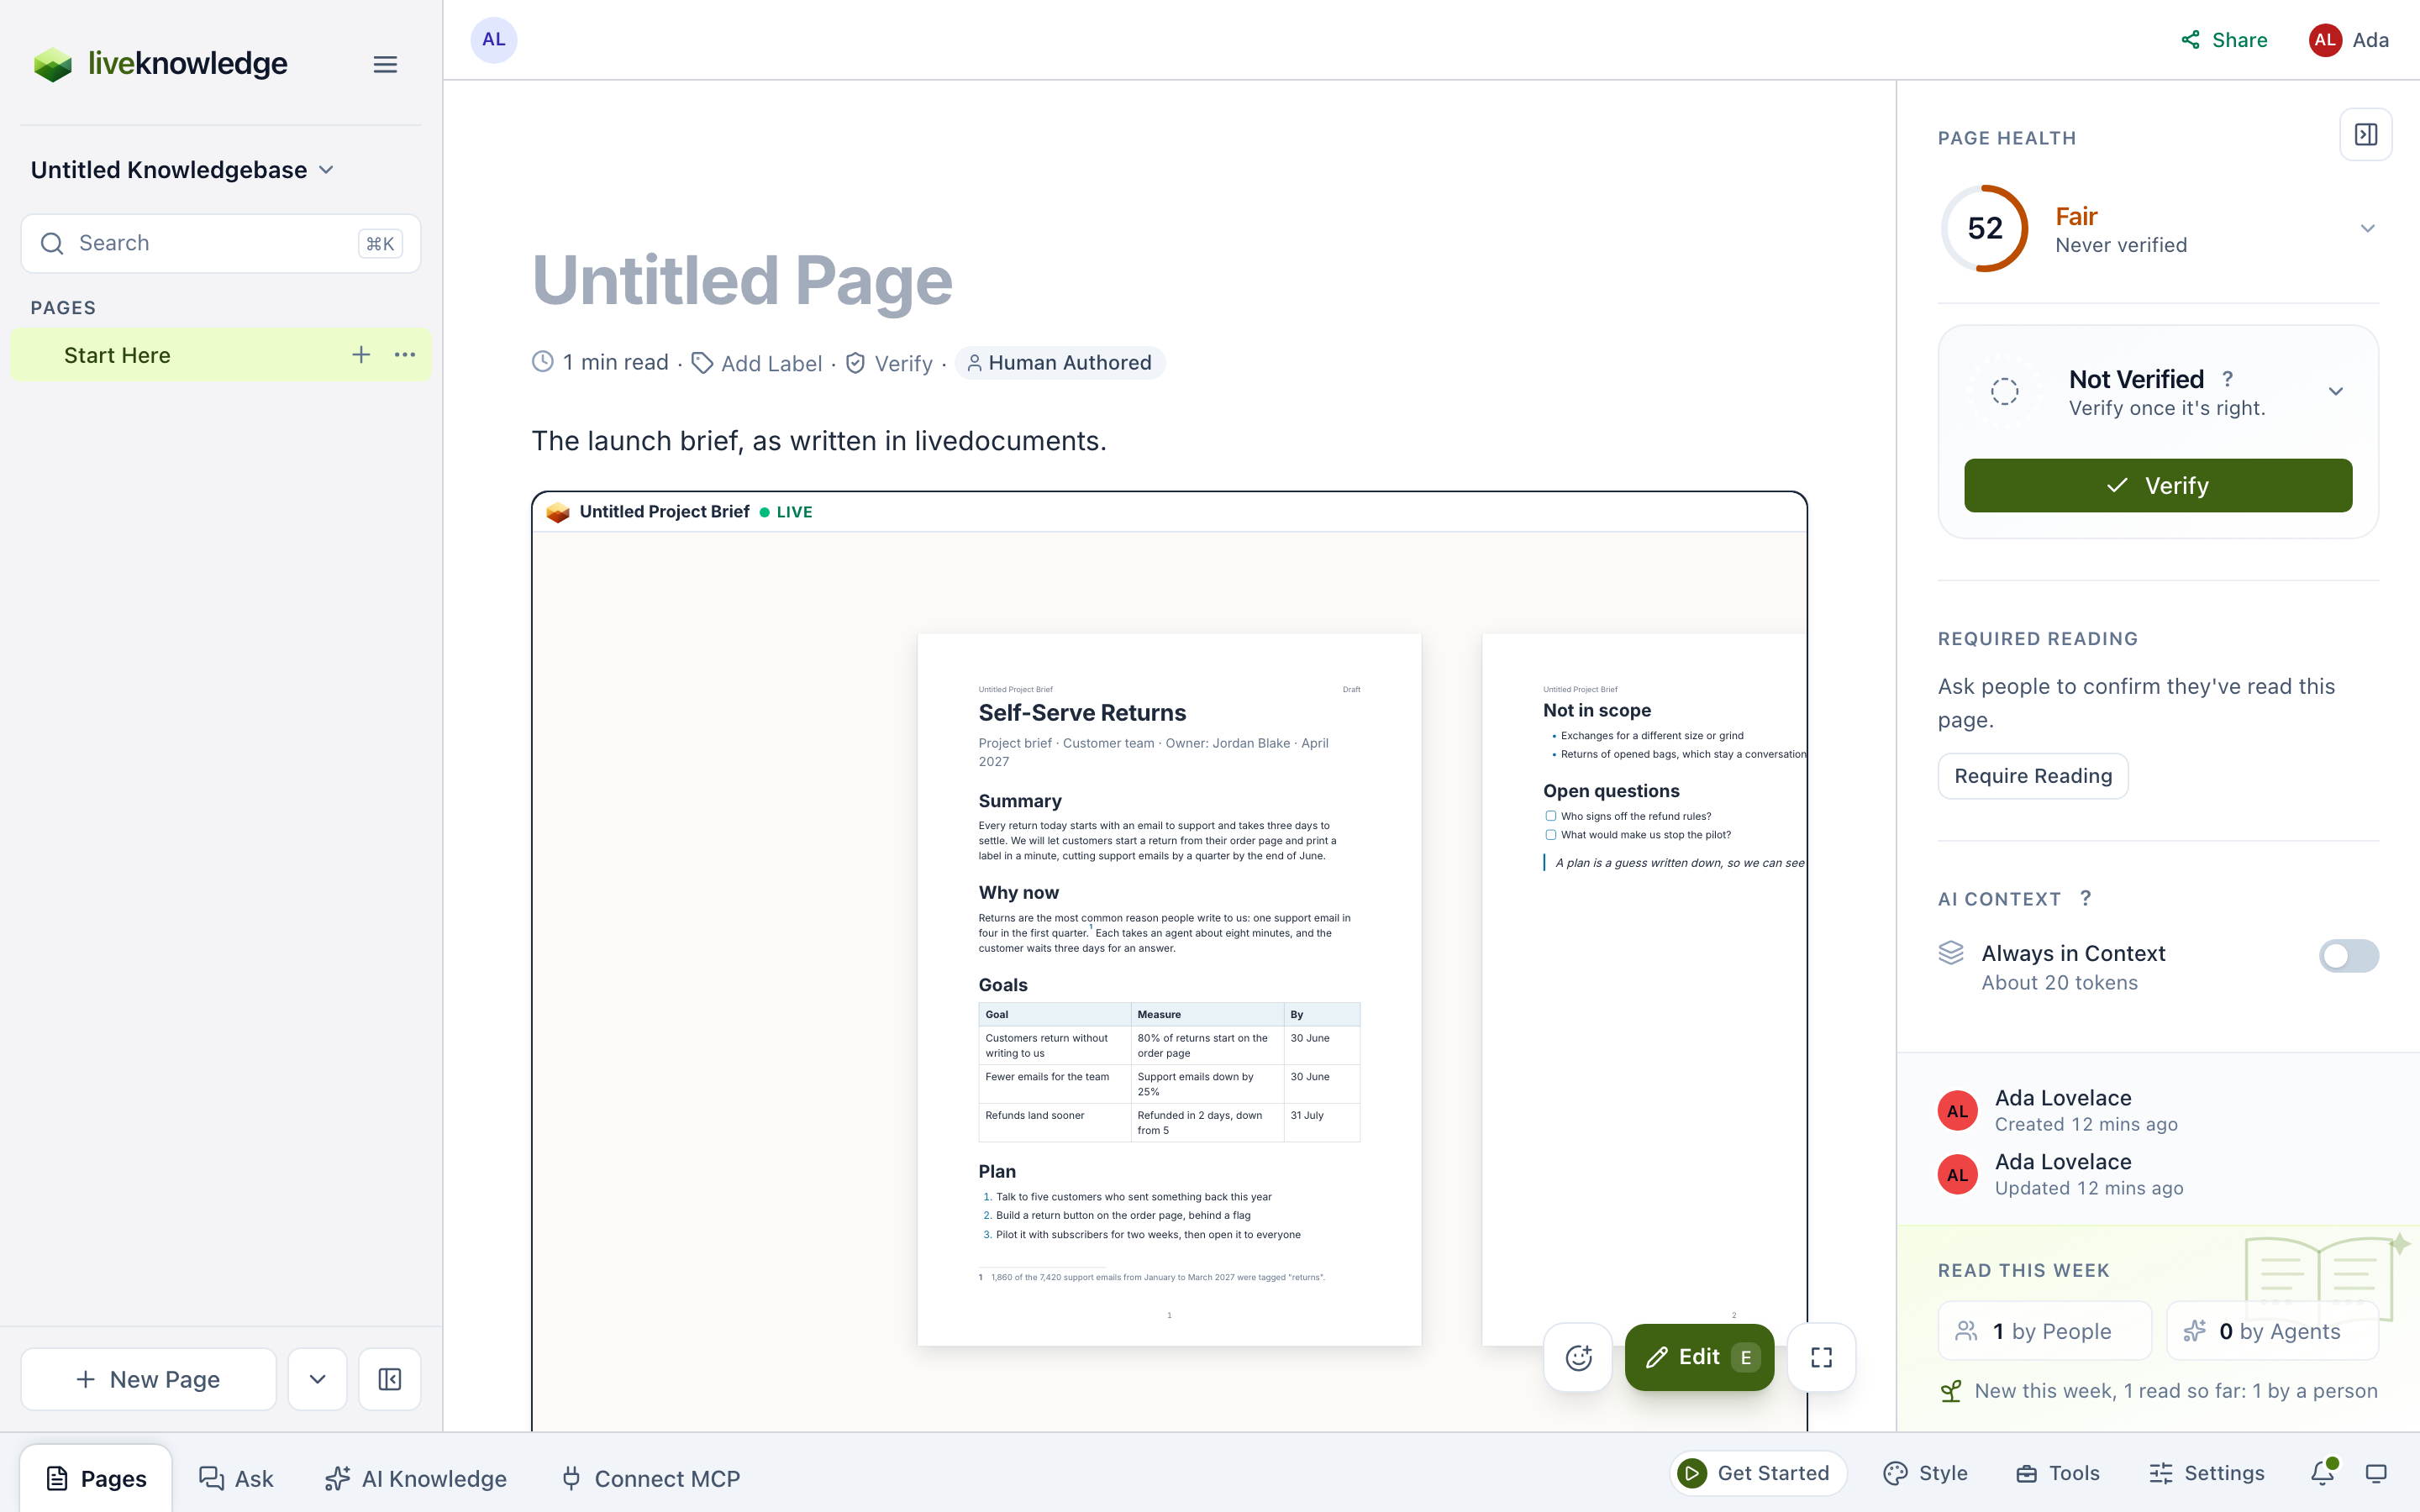 liveknowledge
Untitled Knowledgebase
Search
⌘K
PAGES
Start Here
New Page
AL
Share
AL
Ada
Untitled Page
1 min read · Add Label · Verify · Human Authored
The launch brief, as written in livedocuments.
Untitled Project Brief
LIVE
Untitled Project Brief
Draft
Self-Serve Returns
Project brief · Customer team · Owner: Jordan Blake · April
2027
Summary
Every return today starts with an email to support and takes three days to
settle. We will let customers start a return from their order page and print a
label in a minute, cutting support emails by a quarter by the end of June.
Why now
Returns are the most common reason people write to us: one support email in
four in the first quarter.1 Each takes an agent about eight minutes, and the
customer waits three days for an answer.
Goals
Goal
Measure
By
Customers return without
writing to us
80% of returns start on the
order page
30 June
Fewer emails for the team
Support emails down by
25%
30 June
Refunds land sooner
Refunded in 2 days, down
from 5
31 July
Plan
1. Talk to five customers who sent something back this year
2. Build a return button on the order page, behind a flag
3. Pilot it with subscribers for two weeks, then open it to everyone
1 1,860 of the 7,420 support emails from January to March 2027 were tagged "returns".
1
Untitled Project Brief
Not in scope
• Exchanges for a different size or grind
• Returns of opened bags, which stay a conversation
Open questions
Who signs off the refund rules?
What would make us stop the pilot?
A plan is a guess written down, so we can see
2
Edit
E
PAGE HEALTH
52
Fair
Never verified
Not Verified ?
Verify once it's right.
Verify
REQUIRED READING
Ask people to confirm they've read this
page.
Require Reading
AI CONTEXT ?
Always in Context
About 20 tokens
AL
Ada Lovelace
Created 12 mins ago
AL
Ada Lovelace
Updated 12 mins ago
READ THIS WEEK
1 by People
0 by Agents
New this week, 1 read so far: 1 by a person
Pages
Ask
AI Knowledge
Connect MCP
Get Started
Style
Tools
Settings